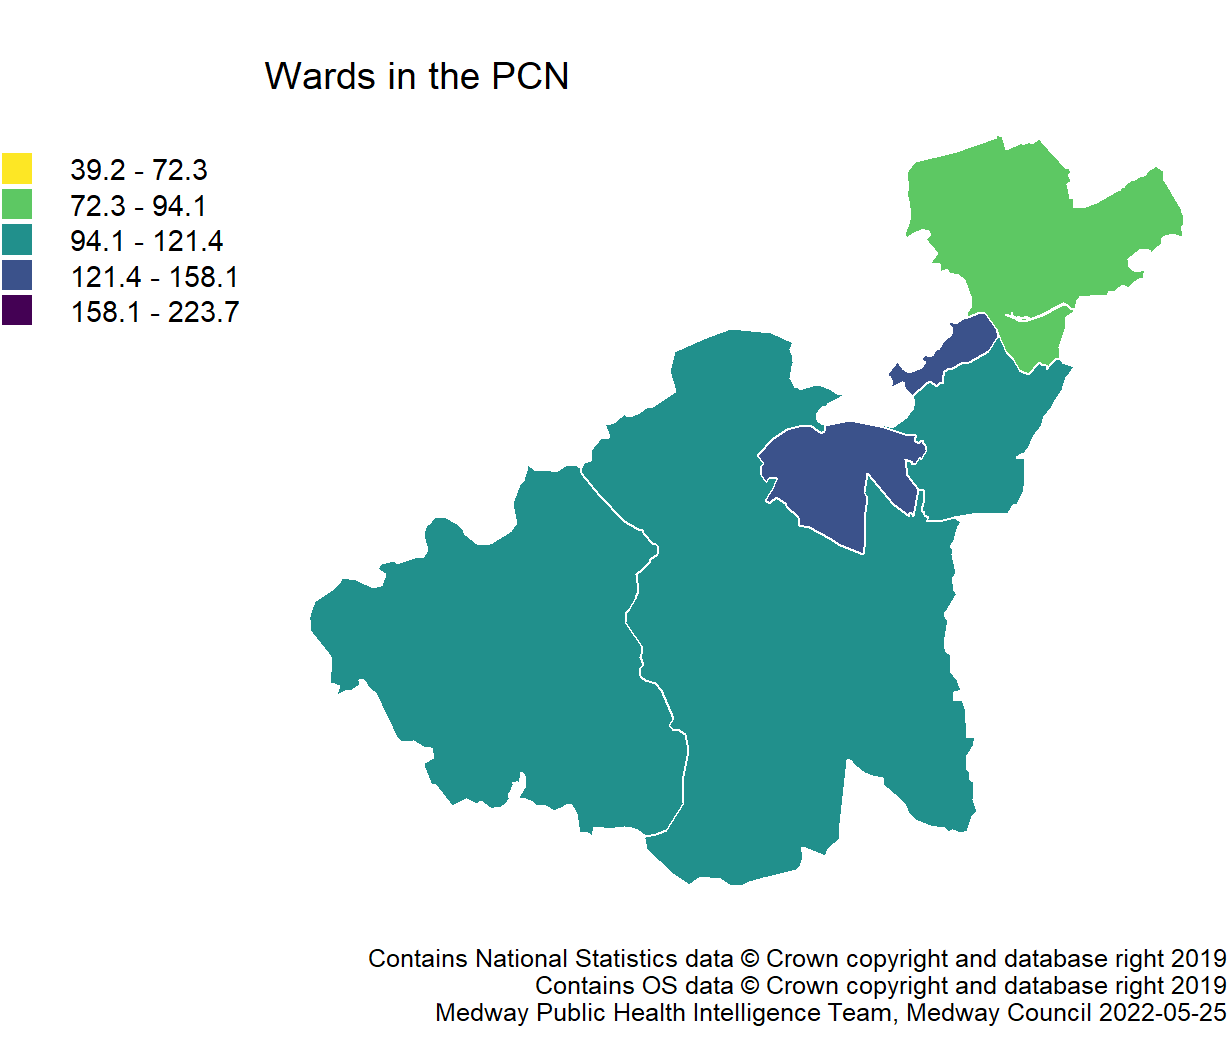 Wards in the PCN
39.2 - 72.3
72.3 - 94.1
94.1 - 121.4
121.4 - 158.1
158.1 - 223.7
Contains National Statistics data © Crown copyright and database right 2019
Contains OS data © Crown copyright and database right 2019
Medway Public Health Intelligence Team, Medway Council 2022-05-25